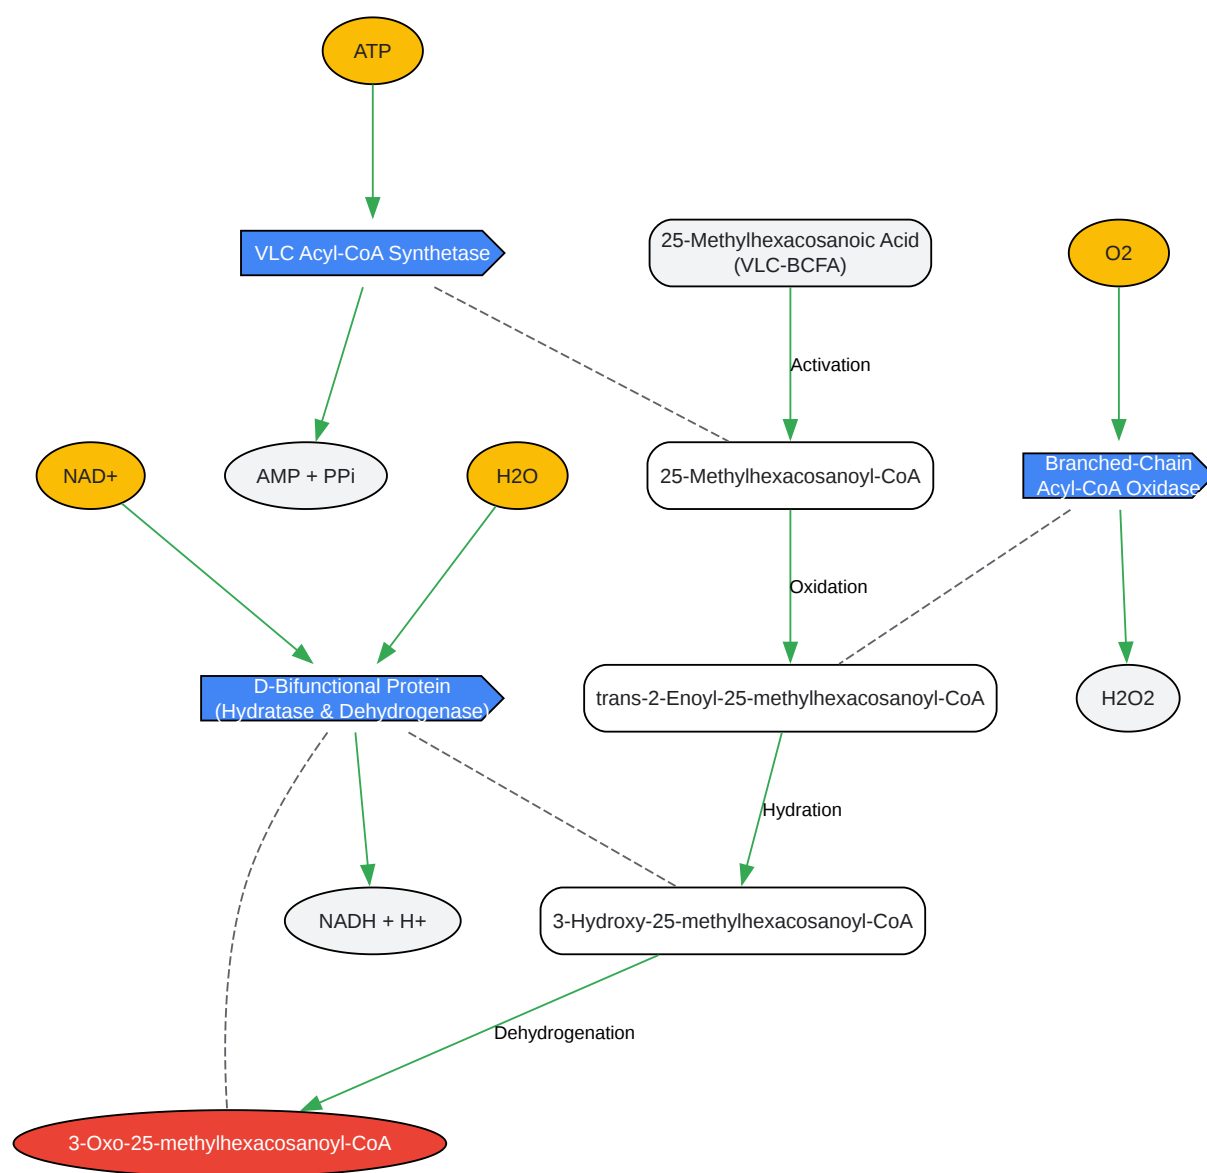 ATP
VLC Acyl-CoA Synthetase
25-Methylhexacosanoic Acid
(VLC-BCFA)
O2
Activation
NAD+
AMP + PPi
H2O
25-Methylhexacosanoyl-CoA
Branched-Chain
Acyl-CoA Oxidase
Oxidation
D-Bifunctional Protein
(Hydratase & Dehydrogenase)
trans-2-Enoyl-25-methylhexacosanoyl-CoA
H2O2
Hydration
NADH + H+
3-Hydroxy-25-methylhexacosanoyl-CoA
Dehydrogenation
3-Oxo-25-methylhexacosanoyl-CoA